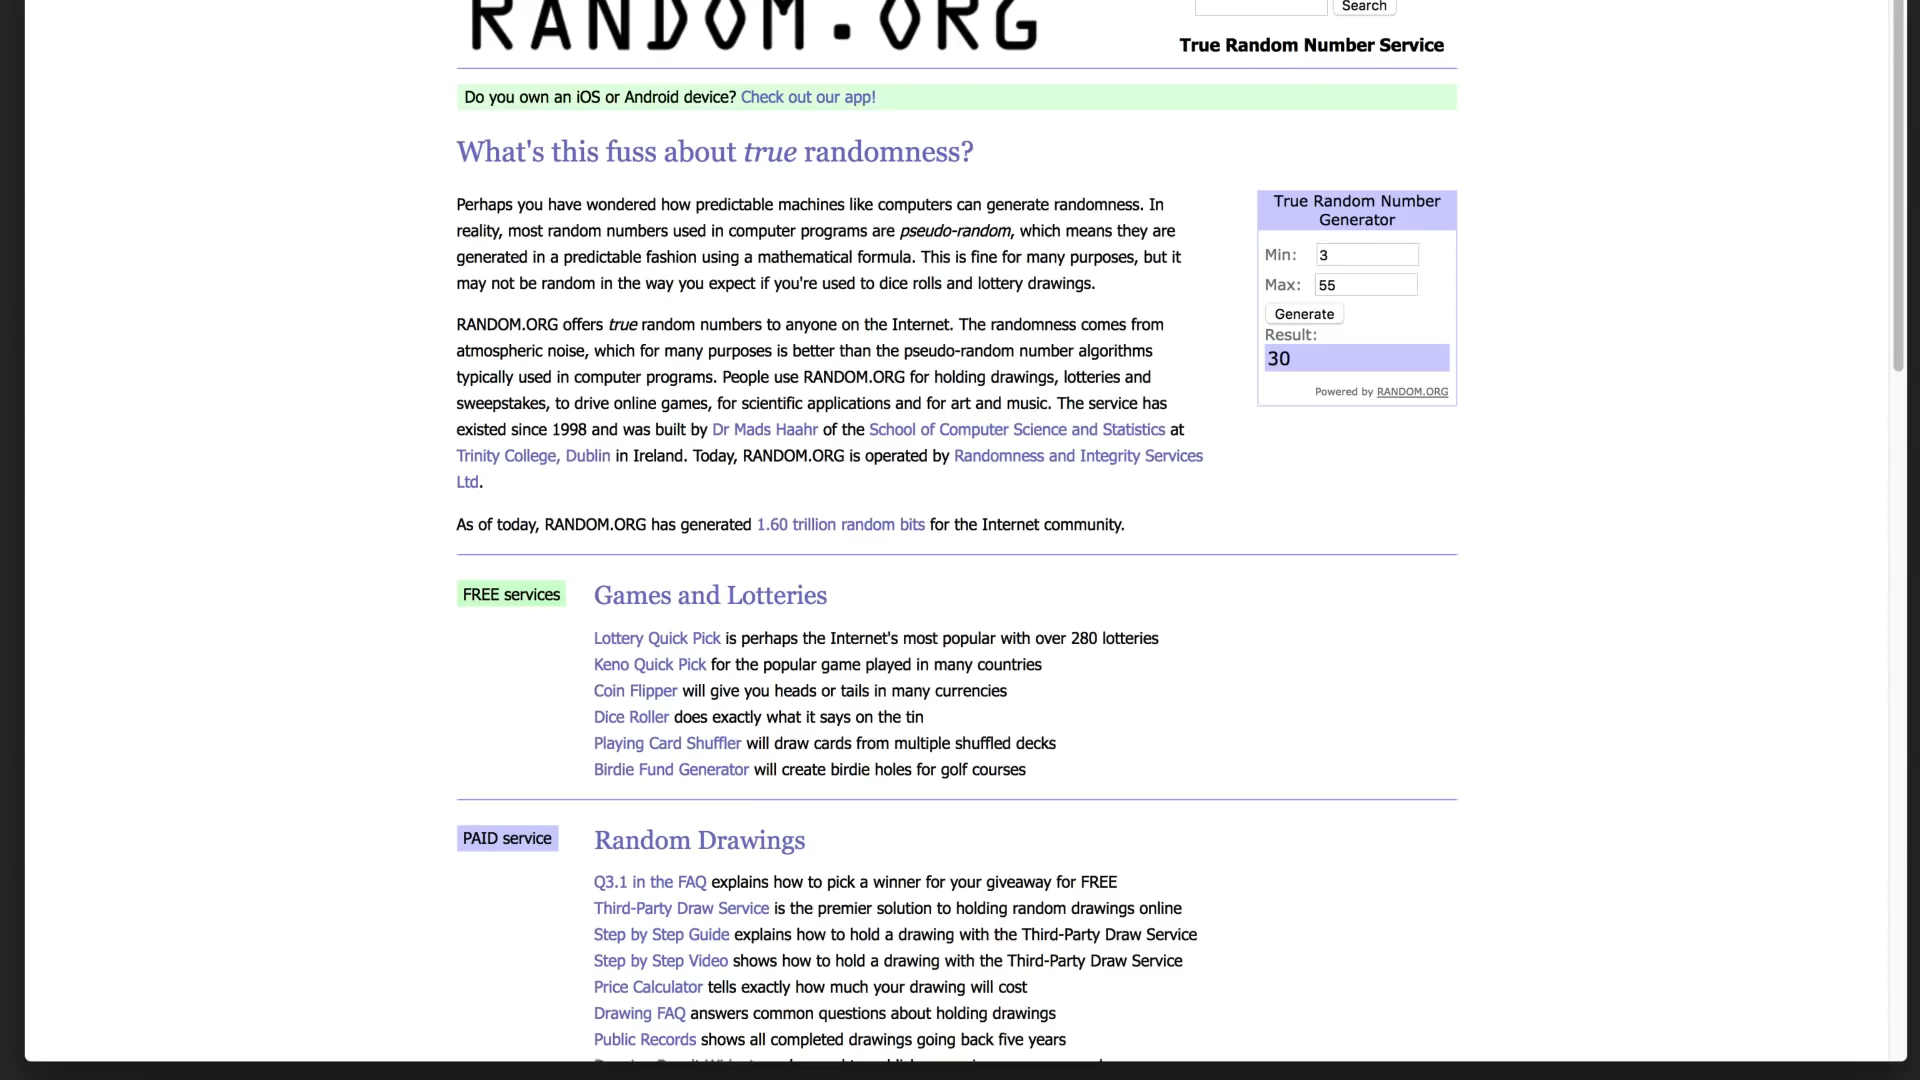 RANDOM.ORG
Search
True Random Number Service
Do you own an iOS or Android device? Check out our app!
What's this fuss about true randomness?
Perhaps you have wondered how predictable machines like computers can generate randomness. In
reality, most random numbers used in computer programs are pseudo-random, which means they are
generated in a predictable fashion using a mathematical formula. This is fine for many purposes, but it
may not be random in the way you expect if you're used to dice rolls and lottery drawings.
RANDOM.ORG offers true random numbers to anyone on the Internet. The randomness comes from
atmospheric noise, which for many purposes is better than the pseudo-random number algorithms
typically used in computer programs. People use RANDOM.ORG for holding drawings, lotteries and
sweepstakes, to drive online games, for scientific applications and for art and music. The service has
existed since 1998 and was built by Dr Mads Haahr of the School of Computer Science and Statistics at
Trinity College, Dublin in Ireland. Today, RANDOM.ORG is operated by Randomness and Integrity Services
Ltd.
As of today, RANDOM.ORG has generated 1.60 trillion random bits for the Internet community.
True Random Number
Generator
Min: 3
Max: 55
Generate
Result:
30
Powered by RANDOM.ORG
FREE services
Games and Lotteries
Lottery Quick Pick is perhaps the Internet's most popular with over 280 lotteries
Keno Quick Pick for the popular game played in many countries
Coin Flipper will give you heads or tails in many currencies
Dice Roller does exactly what it says on the tin
Playing Card Shuffler will draw cards from multiple shuffled decks
Birdie Fund Generator will create birdie holes for golf courses
PAID service
Random Drawings
Q3.1 in the FAQ explains how to pick a winner for your giveaway for FREE
Third-Party Draw Service is the premier solution to holding random drawings online
Step by Step Guide explains how to hold a drawing with the Third-Party Draw Service
Step by Step Video shows how to hold a drawing with the Third-Party Draw Service
Price Calculator tells exactly how much your drawing will cost
Drawing FAQ answers common questions about holding drawings
Public Records shows all completed drawings going back five years